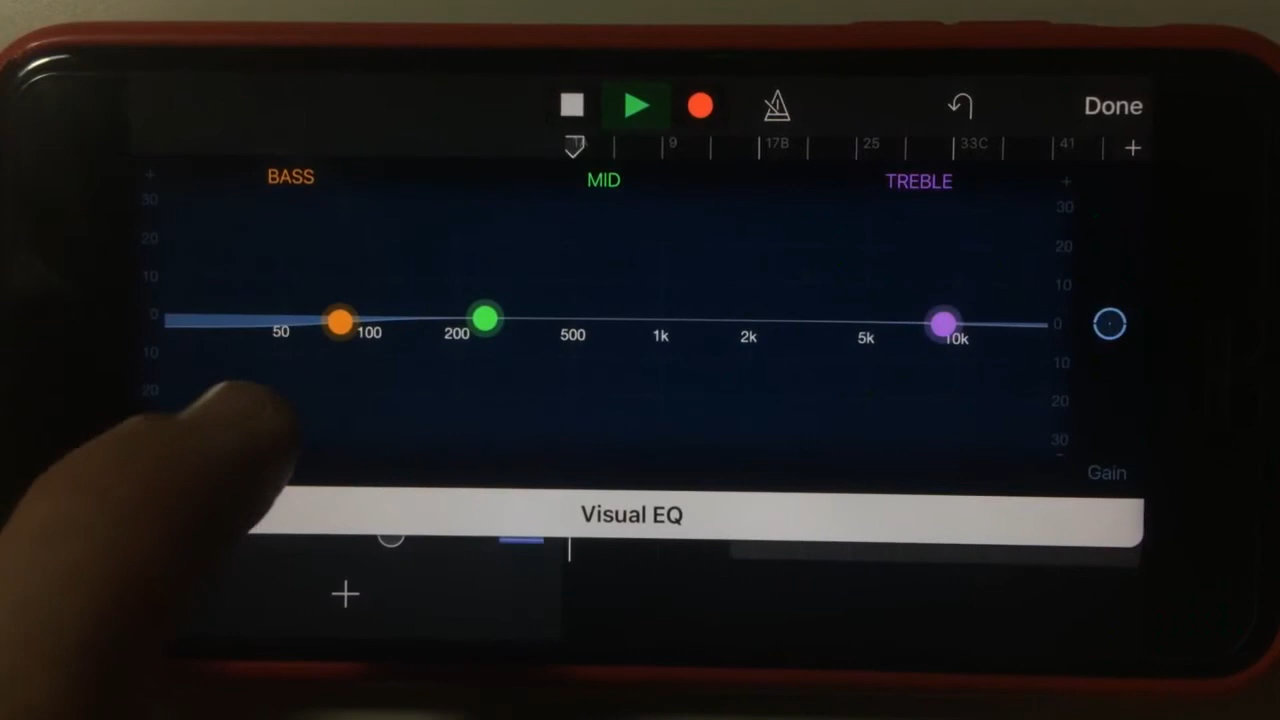 Done
1A 9 17B 25 33C 41 +
BASS MID TREBLE
+ +
30 30
20 20
10 10
0 50 100 200 500 1k 2k 5k 10k 0
10 10
20 20
30
Gain
Visual EQ